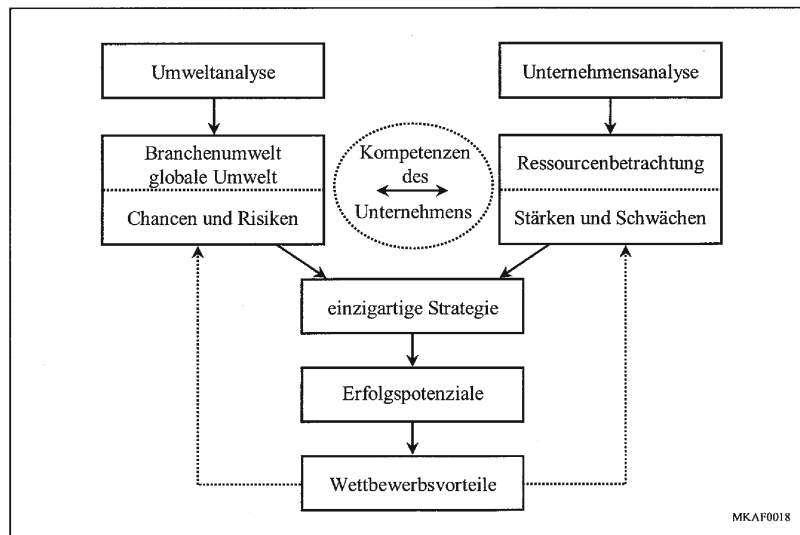 Umweltanalyse
Unternehmensanalyse
Branchenumwelt
globale Umwelt
Chancen und Risiken
Kompetenzen
des
Unternehmens
Ressourcenbetrachtung
Stärken und Schwächen
einzigartige Strategie
Erfolgspotenziale
Wettbewerbsvorteile
MKAF0018